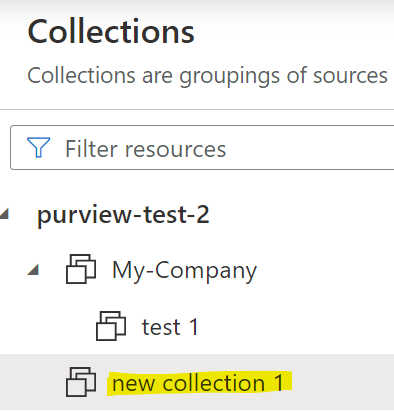 Collections
Collections are groupings of sources
Filter resources
purview-test-2
My-Company
test 1
new collection 1